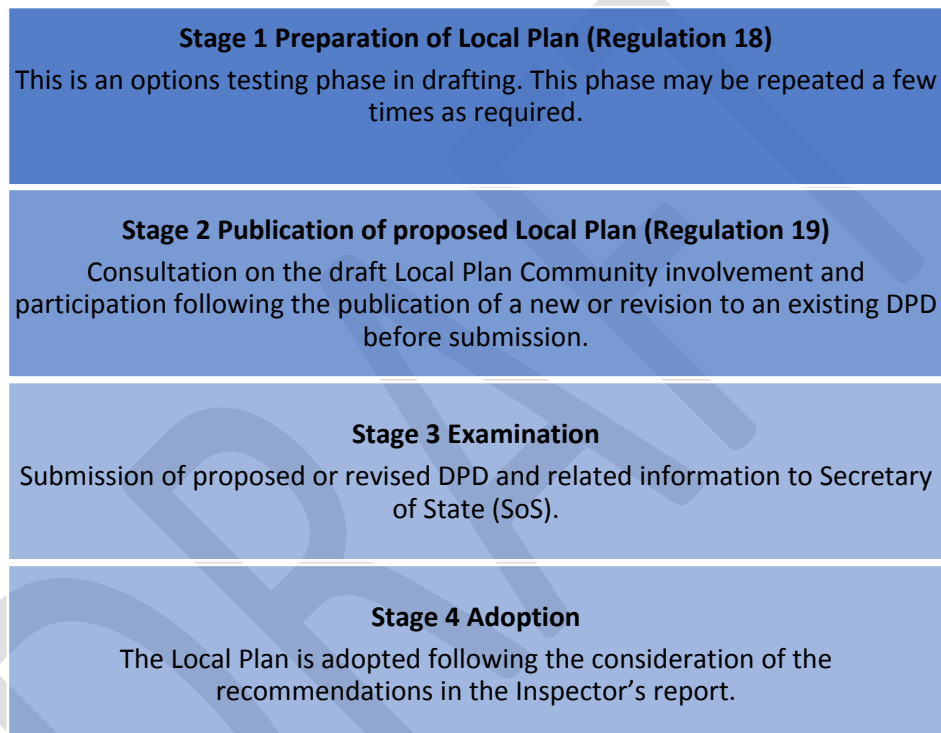 Stage 1 Preparation of Local Plan (Regulation 18)
This is an options testing phase in drafting. This phase may be repeated a few
times as required.
Stage 2 Publication of proposed Local Plan (Regulation 19)
Consultation on the draft Local Plan Community involvement and
participation following the publication of a new or revision to an existing DPD
before submission.
Stage 3 Examination
Submission of proposed or revised DPD and related information to Secretary
of State (SoS).
Stage 4 Adoption
The Local Plan is adopted following the consideration of the
recommendations in the Inspector’s report.
DRAFT